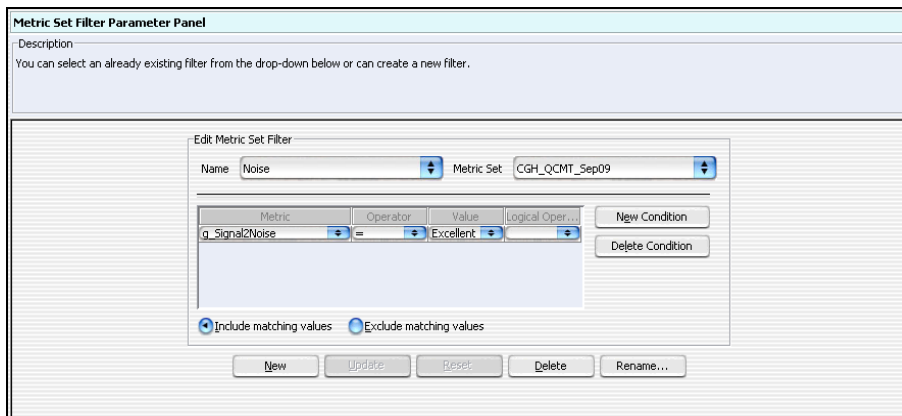 Metric Set Filter Parameter Panel
Description
You can select an already existing filter from the drop-down below or can create a new filter.
Edit Metric Set Filter
Name Noise Metric Set CGH_QCMT_Sep09
Metric Operator Value Logical Oper... New Condition
g_Signal2Noise = Excellent
Delete Condition
Include matching values Exclude matching values
New Update Reset Delete Rename...